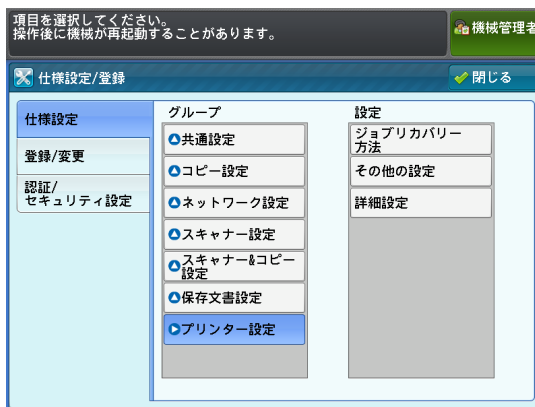 項目を選択してください。
操作後に機械が再起動することがあります。
機械管理者
仕様設定/登録
閉じる
仕様設定
登録/変更
認証/
セキュリティ設定
グループ
共通設定
コピー設定
ネットワーク設定
スキャナー設定
スキャナー&コピー
設定
保存文書設定
プリンター設定
設定
ジョブリカバリー
方法
その他の設定
詳細設定